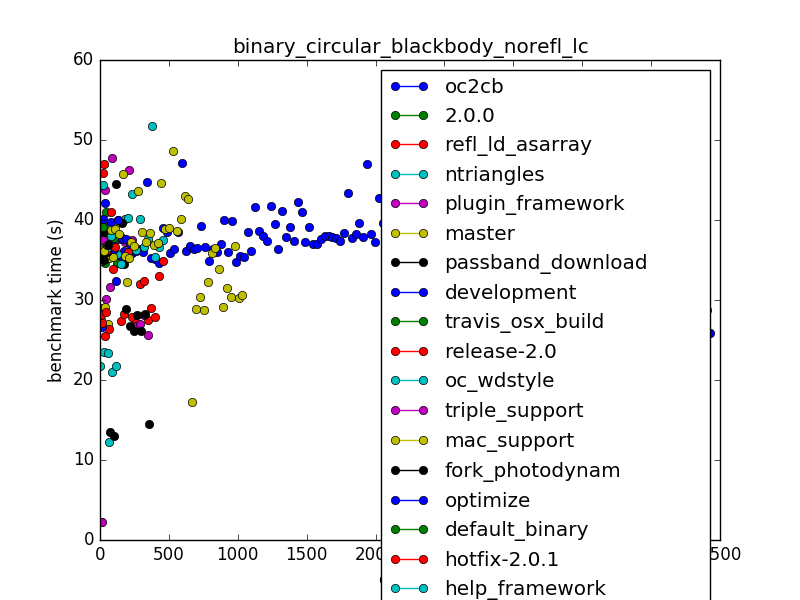 binary_circular_blackbody_norefl_lc
60
50
40
30
20
10
0
benchmark time (s)
0
500
1000
1500
oc2cb
2.0.0
refl_ld_asarray
ntriangles
plugin_framework
master
passband_download
development
travis_osx_build
release-2.0
oc_wdstyle
triple_support
mac_support
fork_photodynam
optimize
default_binary
hotfix-2.0.1
help_framework